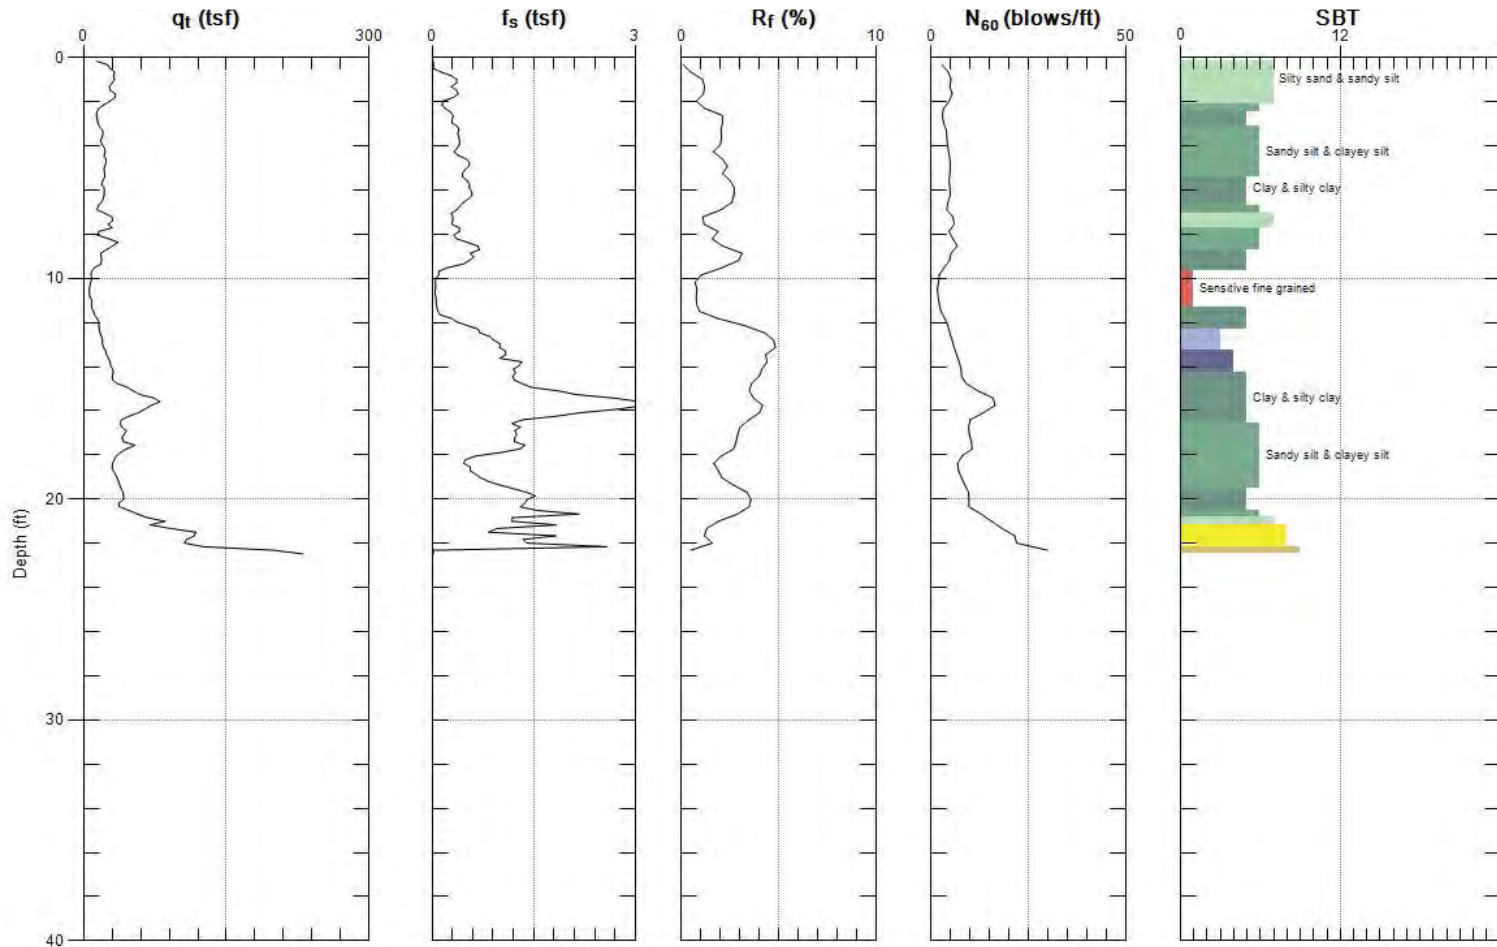 qt (tsf)
fs (tsf)
Rf (%)
N60 (blows/ft)
SBT
0 300
0 3
0 10
0 50
0 12
0
10
20
30
40
Depth (ft)
Silty sand & sandy silt
Sandy silt & clayey silt
Clay & silty clay
Sensitive fine grained
Clay & silty clay
Sandy silt & clayey silt